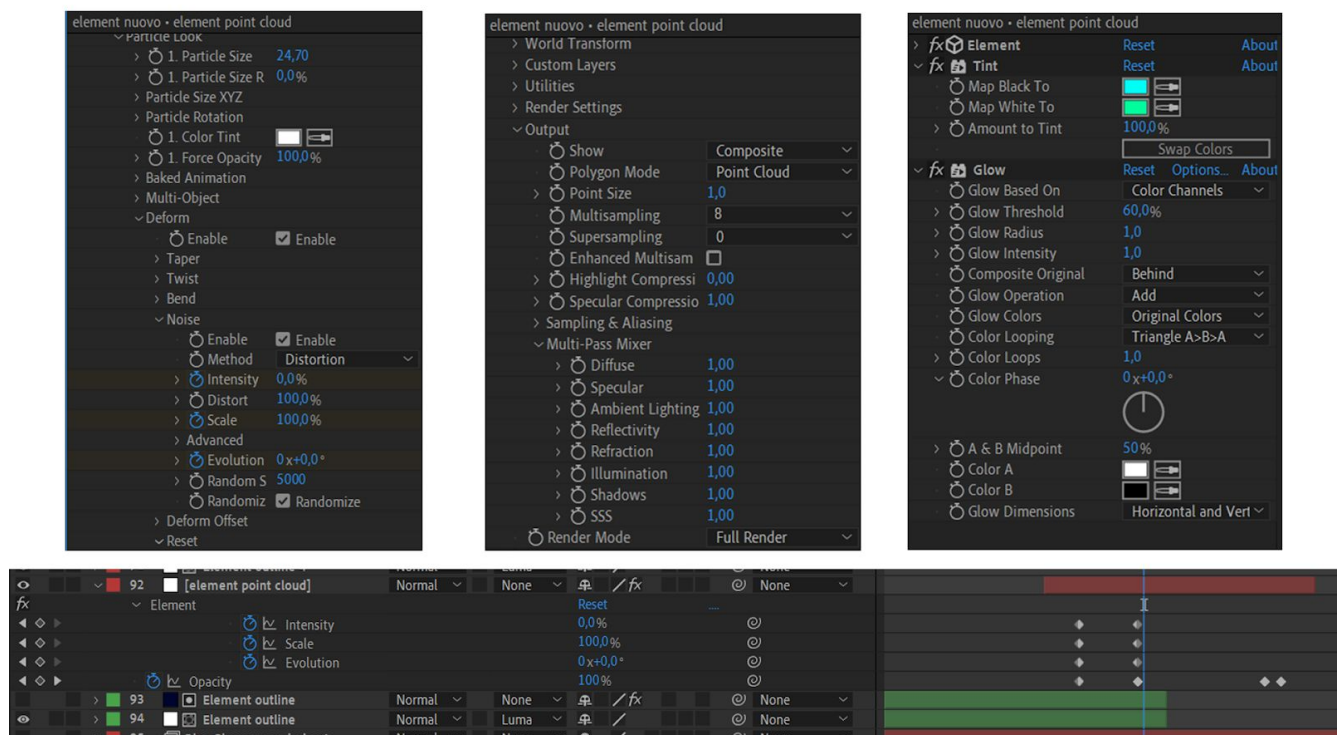 element nuovo • element point cloud
Particle Look
1. Particle Size 24,70
1. Particle Size R 0,0%
Particle Size XYZ
Particle Rotation
1. Color Tint
1. Force Opacity 100,0%
Baked Animation
Multi-Object
Deform
Enable Enable
Taper
Twist
Bend
Noise
Enable Enable
Method Distortion
Intensity 0,0%
Distort 100,0%
Scale 100,0%
Advanced
Evolution 0x+0,0°
Random S 5000
Randomiz Randomize
Deform Offset
Reset
element nuovo • element point cloud
World Transform
Custom Layers
Utilities
Render Settings
Output
Show Composite
Polygon Mode Point Cloud
Point Size 1,0
Multisampling 8
Supersampling 0
Enhanced Multisam
Highlight Compressi 0,00
Specular Compressio 1,00
Sampling & Aliasing
Multi-Pass Mixer
Diffuse 1,00
Specular 1,00
Ambient Lighting 1,00
Reflectivity 1,00
Refraction 1,00
Illumination 1,00
Shadows 1,00
SSS 1,00
Render Mode Full Render
element nuovo • element point cloud
fx Element Reset About
fx Tint Reset About
Map Black To
Map White To
Amount to Tint 100,0%
Swap Colors
fx Glow Reset Options... About
Glow Based On Color Channels
Glow Threshold 60,0%
Glow Radius 1,0
Glow Intensity 1,0
Composite Original Behind
Glow Operation Add
Glow Colors Original Colors
Color Looping Triangle A>B>A
Color Loops 1,0
Color Phase 0x+0,0°
A & B Midpoint 50%
Color A
Color B
Glow Dimensions Horizontal and Vert
92 [element point cloud] Normal None fx None
fx Element Reset ....
Intensity 0,0%
Scale 100,0%
Evolution 0x+0,0°
Opacity 100%
93 Element outline Normal None fx None
94 Element outline Normal Luma None